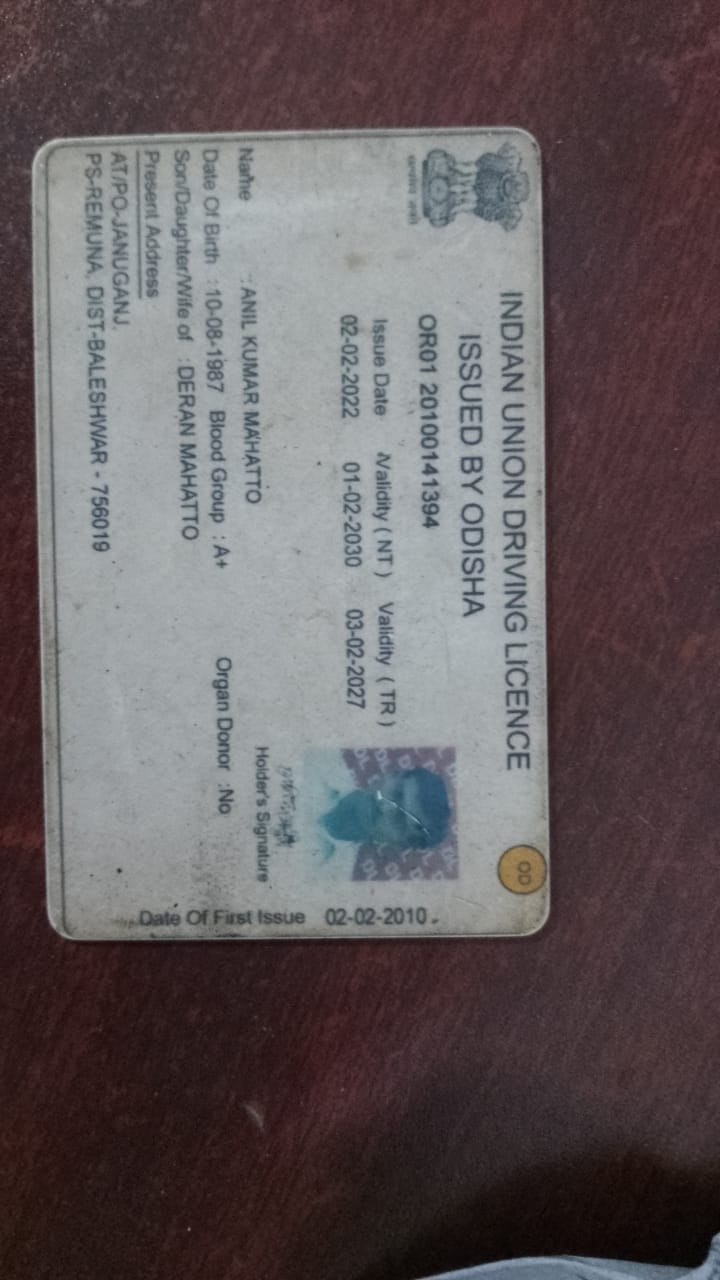 INDIAN UNION DRIVING LICENCE
ISSUED BY ODISHA
OD
OR01 20100141394
Issue Date Validity ( NT ) Validity ( TR )
02-02-2022 01-02-2030 03-02-2027
Holder's Signature
Name : ANIL KUMAR MAHATTO
Date Of Birth : 10-08-1987 Blood Group : A+ Organ Donor :No
Son/Daughter/Wife of : DERAN MAHATTO
Present Address
AT/PO-JANUGANJ,
PS-REMUNA, DIST-BALESHWAR - 756019
Date Of First Issue 02-02-2010